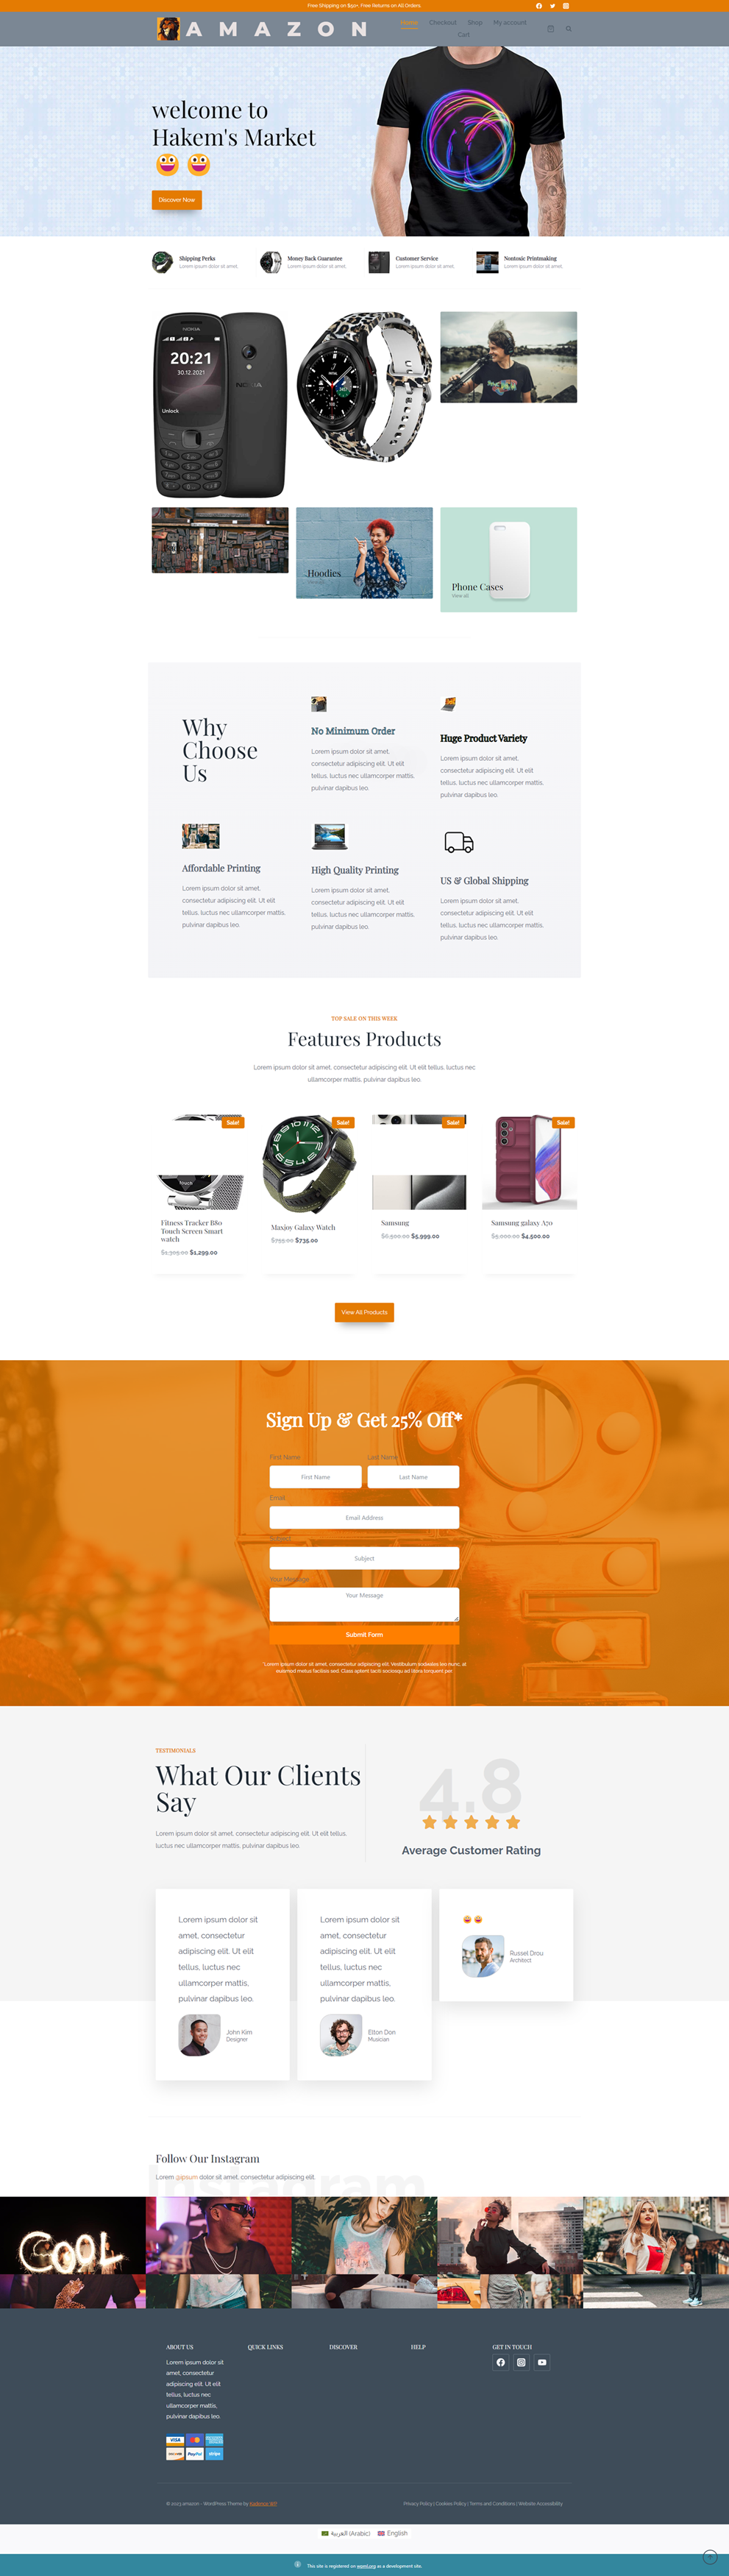 Free Shipping on $50+. Free Returns on All Orders.
AMAZON
Home Checkout Shop My account
Cart
welcome to
Hakem's Market
Discover Now
Shipping Perks
Lorem ipsum dolor sit amet.
Money Back Guarantee
Lorem ipsum dolor sit amet.
Customer Service
Lorem ipsum dolor sit amet.
Nontoxic Printmaking
Lorem ipsum dolor sit amet.
NOKIA
20:21
30.12.2021
Unlock
Hoodies
View all
Phone Cases
View all
Why
Choose
Us
No Minimum Order
Lorem ipsum dolor sit amet,
consectetur adipiscing elit. Ut elit
tellus, luctus nec ullamcorper mattis,
pulvinar dapibus leo.
Huge Product Variety
Lorem ipsum dolor sit amet,
consectetur adipiscing elit. Ut elit
tellus, luctus nec ullamcorper mattis,
pulvinar dapibus leo.
Affordable Printing
Lorem ipsum dolor sit amet,
consectetur adipiscing elit. Ut elit
tellus, luctus nec ullamcorper mattis,
pulvinar dapibus leo.
High Quality Printing
Lorem ipsum dolor sit amet,
consectetur adipiscing elit. Ut elit
tellus, luctus nec ullamcorper mattis,
pulvinar dapibus leo.
US & Global Shipping
Lorem ipsum dolor sit amet,
consectetur adipiscing elit. Ut elit
tellus, luctus nec ullamcorper mattis,
pulvinar dapibus leo.
TOP SALE ON THIS WEEK
Features Products
Lorem ipsum dolor sit amet, consectetur adipiscing elit. Ut elit tellus, luctus nec
ullamcorper mattis, pulvinar dapibus leo.
Sale!
Fitness Tracker B80
Touch Screen Smart
watch
$1,309.00 $1,299.00
Sale!
Maxjoy Galaxy Watch
$759.00 $735.00
Sale!
Samsung
$6,500.00 $5,999.00
Sale!
Samsung galaxy A70
$5,000.00 $4,500.00
View All Products
Sign Up & Get 25% Off*
First Name Last Name
First Name Last Name
Email
Email Address
Subject
Subject
Your Message
Your Message
Submit Form
*Lorem ipsum dolor sit amet, consectetur adipiscing elit. Vestibulum sodales leo nunc, at
euismod metus facilisis sed. Class aptent taciti sociosqu ad litora torquent per
TESTIMONIALS
What Our Clients
Say
Lorem ipsum dolor sit amet, consectetur adipiscing elit. Ut elit tellus,
luctus nec ullamcorper mattis, pulvinar dapibus leo.
4.8
Average Customer Rating
Lorem ipsum dolor sit
amet, consectetur
adipiscing elit. Ut elit
tellus, luctus nec
ullamcorper mattis,
pulvinar dapibus leo.
John Kim
Designer
Lorem ipsum dolor sit
amet, consectetur
adipiscing elit. Ut elit
tellus, luctus nec
ullamcorper mattis,
pulvinar dapibus leo.
Elton Don
Musician
Russel Drou
Architect
Instagram
Follow Our Instagram
Lorem @ipsum dolor sit amet, consectetur adipiscing elit.
COOL
ABOUT US
Lorem ipsum dolor sit
amet, consectetur
adipiscing elit. Ut elit
tellus, luctus nec
ullamcorper mattis,
pulvinar dapibus leo.
VISA
PayPal stripe
QUICK LINKS
DISCOVER
HELP
GET IN TOUCH
© 2023 amazon - WordPress Theme by Kadence WP
Privacy Policy | Cookies Policy | Terms and Conditions | Website Accessibility
العربية (Arabic) English
This site is registered on wpml.org as a development site.